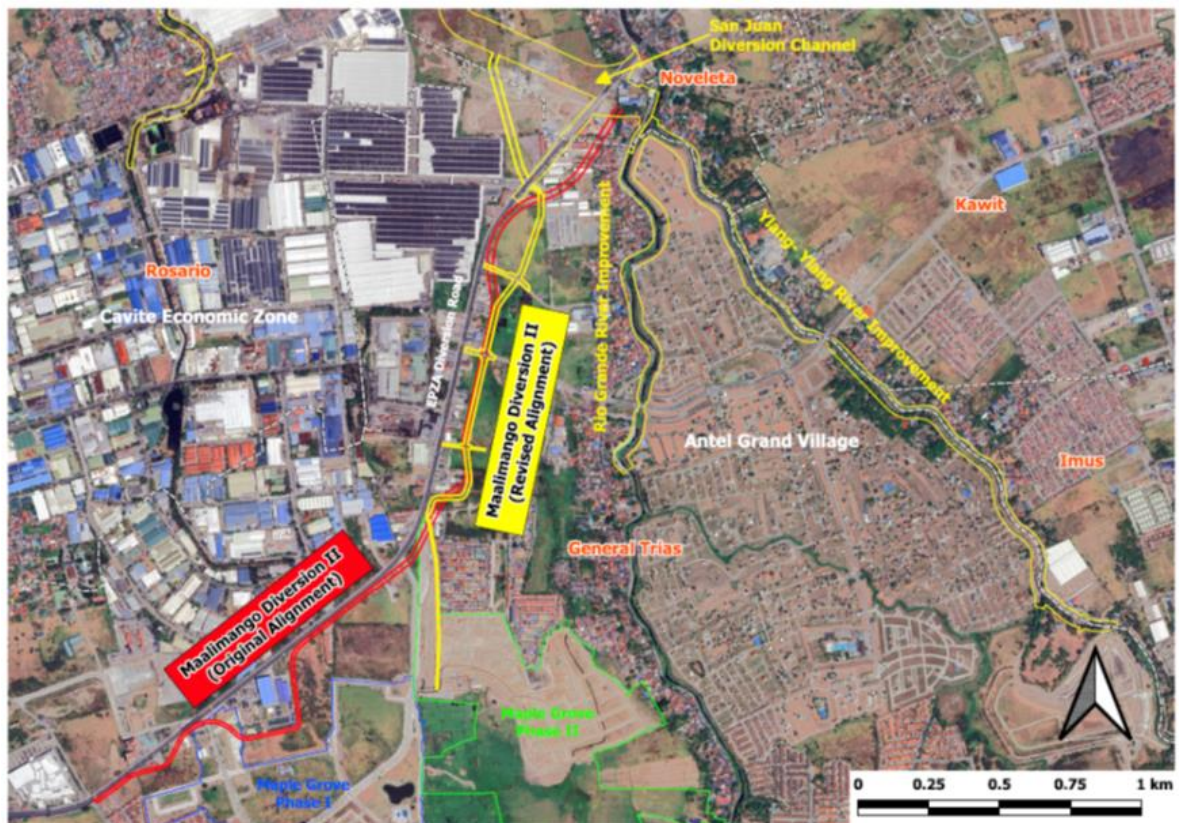 San Juan
Diversion Channel
Noveleta
Kawit
Rosario
Cavite Economic Zone
EPZA Diversion Road
Rio Grande River Improvement
Ylang-Ylang River Improvement
Maalimango Diversion II
(Revised Alignment)
Antel Grand Village
Imus
General Trias
Maalimango Diversion II
(Original Alignment)
Maple Grove
Phase II
Maple Grove
Phase I
0 0.25 0.5 0.75 1 km